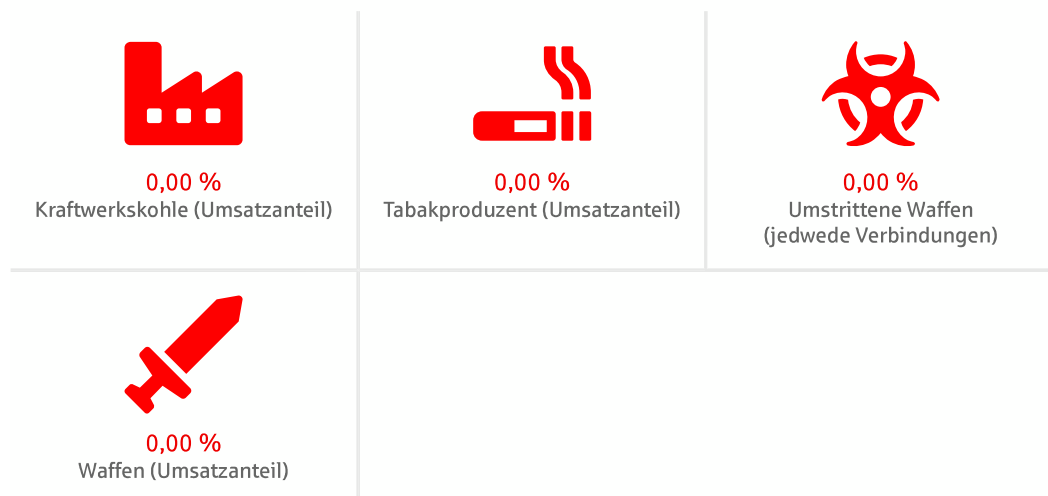 0,00 %
Kraftwerkskohle (Umsatzanteil)
0,00 %
Tabakproduzent (Umsatzanteil)
0,00 %
Umstrittene Waffen
(jedwede Verbindungen)
0,00 %
Waffen (Umsatzanteil)